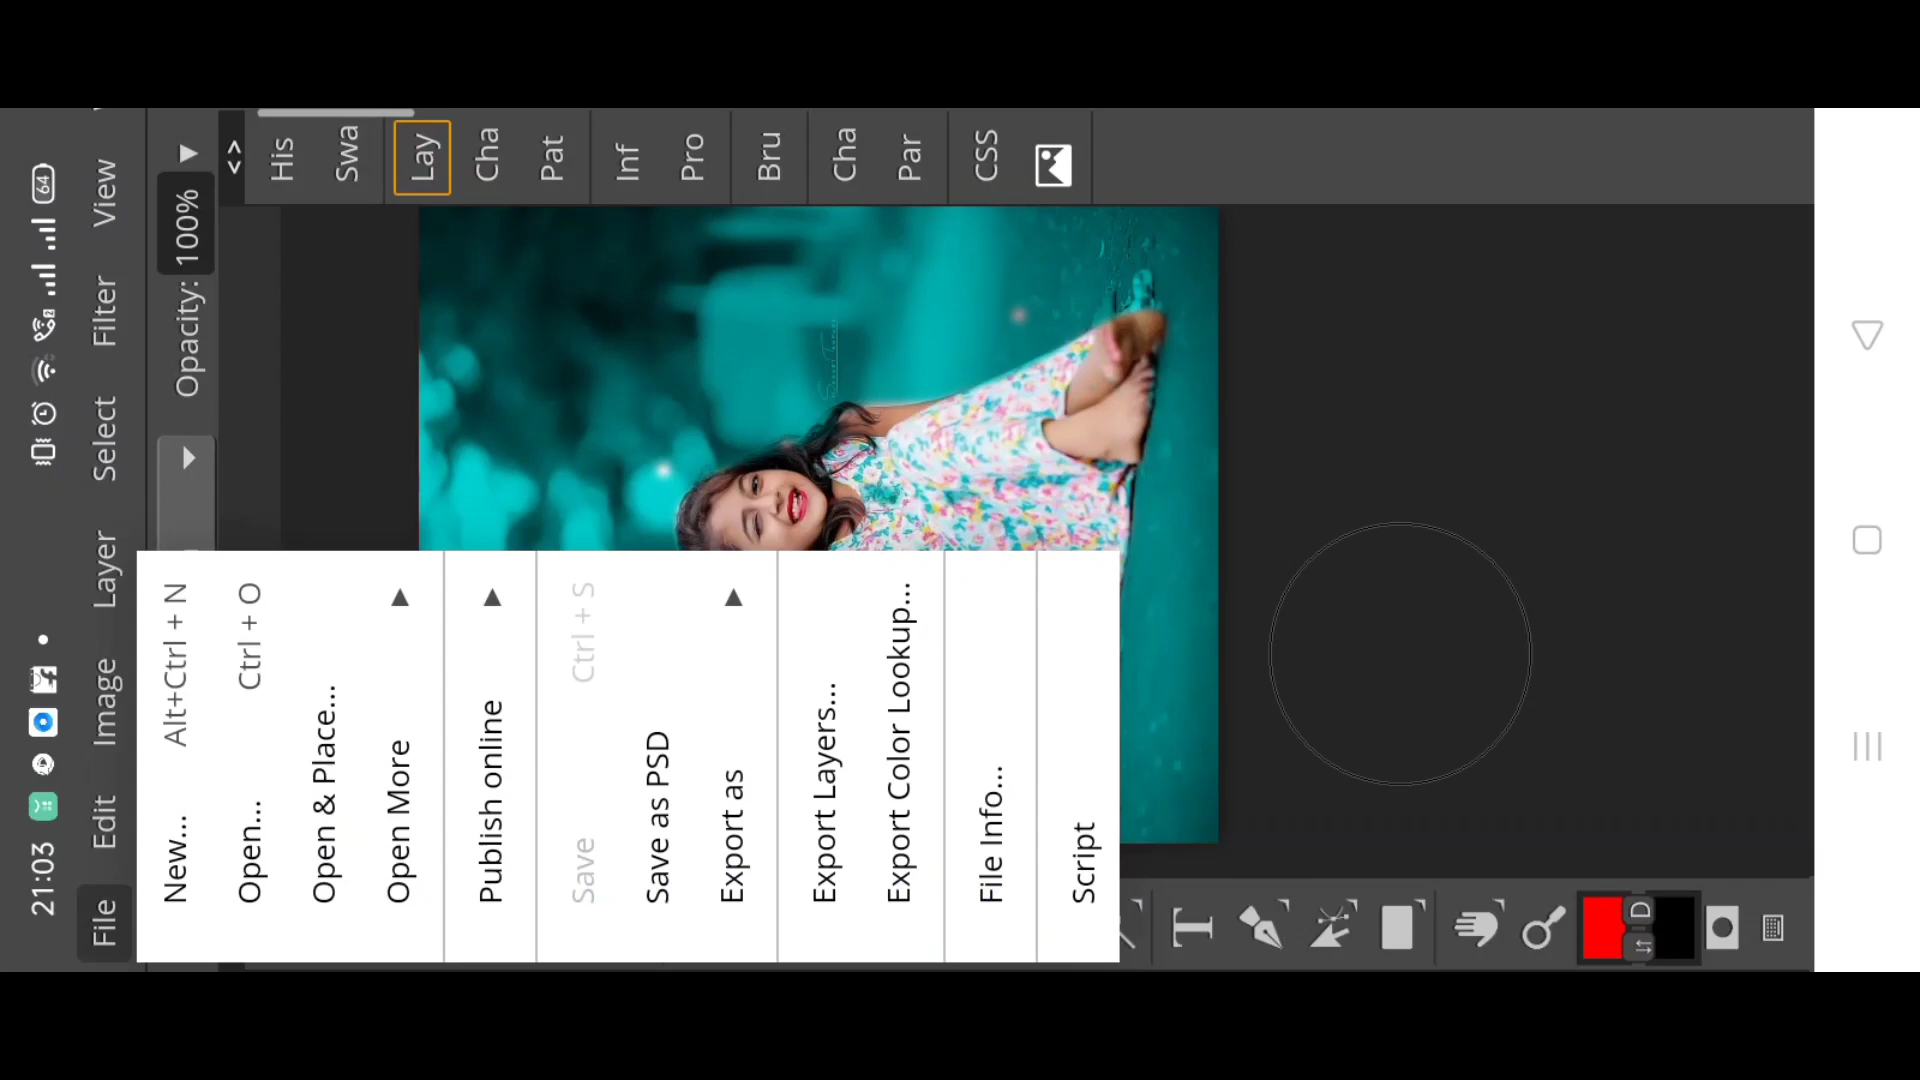 21:03
64
File Edit Image Layer Select Filter View
Opacity: 100%
< >
His
Swa
Lay
Cha
Pat
Inf
Pro
Bru
Cha
Par
CSS
New... Alt+Ctrl + N
Open... Ctrl + O
Open & Place...
Open More
Publish online
Save Ctrl + S
Save as PSD
Export as
Export Layers...
Export Color Lookup...
File Info...
Script
T
D